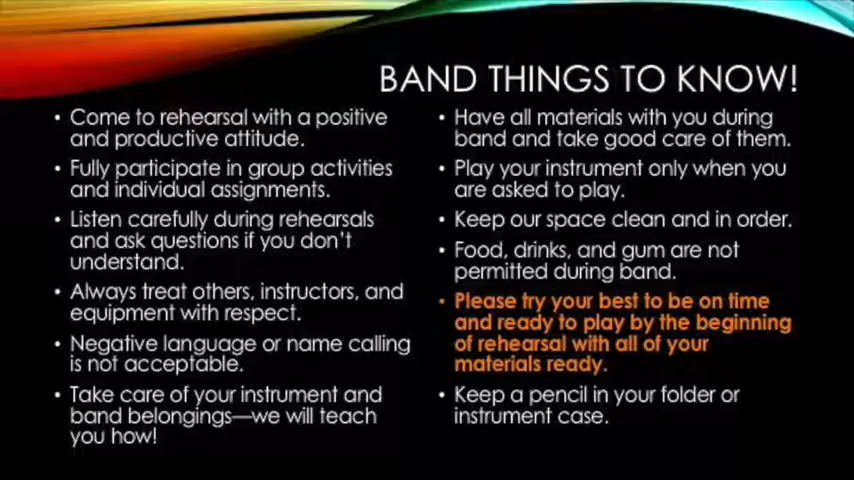 BAND THINGS TO KNOW!
• Come to rehearsal with a positive
and productive attitude.
• Fully participate in group activities
and individual assignments.
• Listen carefully during rehearsals
and ask questions if you don't
understand.
• Always treat others, instructors, and
equipment with respect.
• Negative language or name calling
is not acceptable.
• Take care of your instrument and
band belongings—we will teach
you how!
• Have all materials with you during
band and take good care of them.
• Play your instrument only when you
are asked to play.
• Keep our space clean and in order.
• Food, drinks, and gum are not
permitted during band.
• Please try your best to be on time
and ready to play by the beginning
of rehearsal with all of your
materials ready.
• Keep a pencil in your folder or
instrument case.